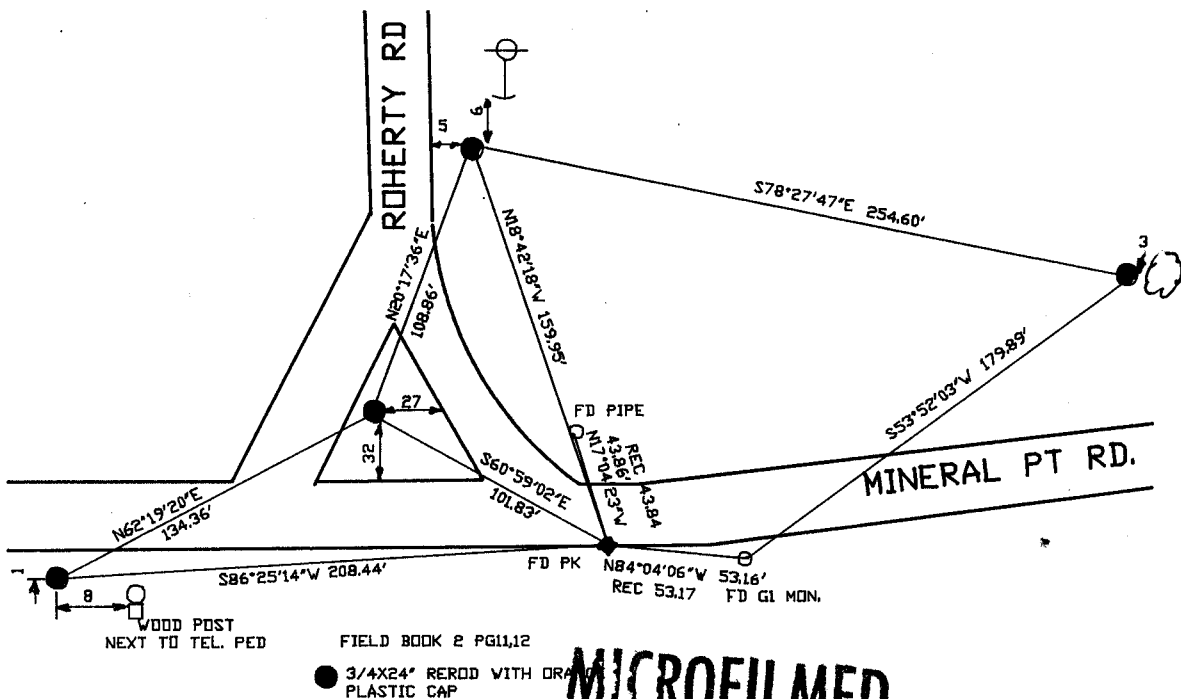 ROHERTY RD
6
5
S78°27'47"E 254.60'
3
N20°17'36"E
108.86'
N18°42'18"W 159.95'
27
32
FD PIPE
REC 43.84
43.86'
N17°04'23"W
S53°52'03"W 179.89'
MINERAL PT RD.
S60°59'02"E
101.83'
N62°19'20"E
134.36'
FD PK
N84°04'06"W 53.16'
REC 53.17
FD G1 MON.
S86°25'14"W 208.44'
1
8
WOOD POST
NEXT TO TEL. PED
FIELD BOOK 2 PG11,12
3/4X24" REROD WITH
PLASTIC CAP
MICROFILMED